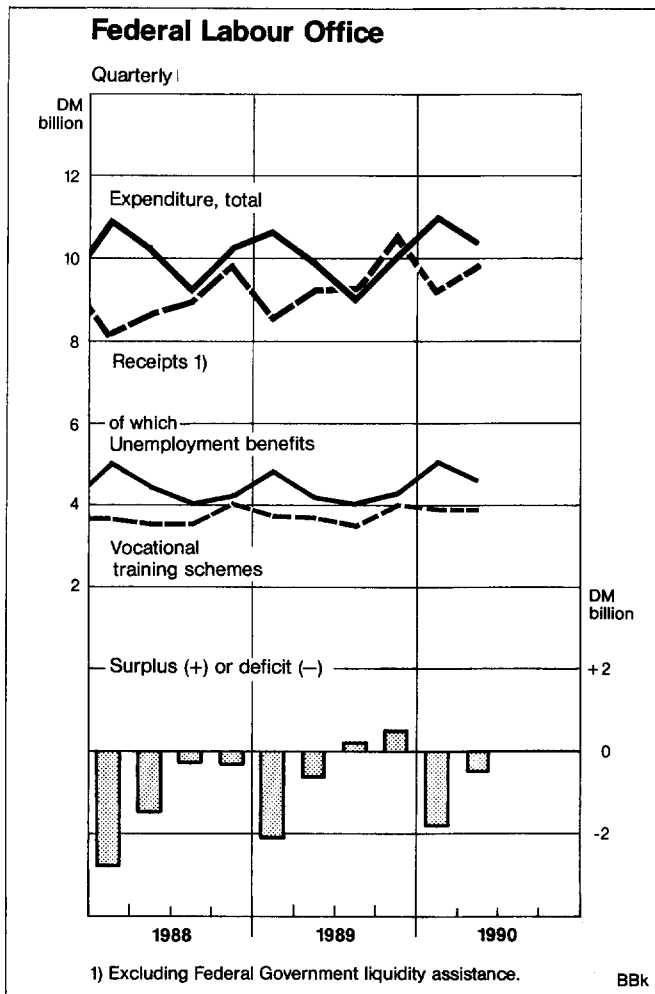 Federal Labour Office
Quarterly
DM
billion
12
Expenditure, total
10
8
Receipts 1)
6
of which
Unemployment benefits
4
Vocational
training schemes
2
DM
billion
Surplus (+) or deficit (—)
+2
0
-2
1988
1989
1990
1) Excluding Federal Government liquidity assistance.
BBk